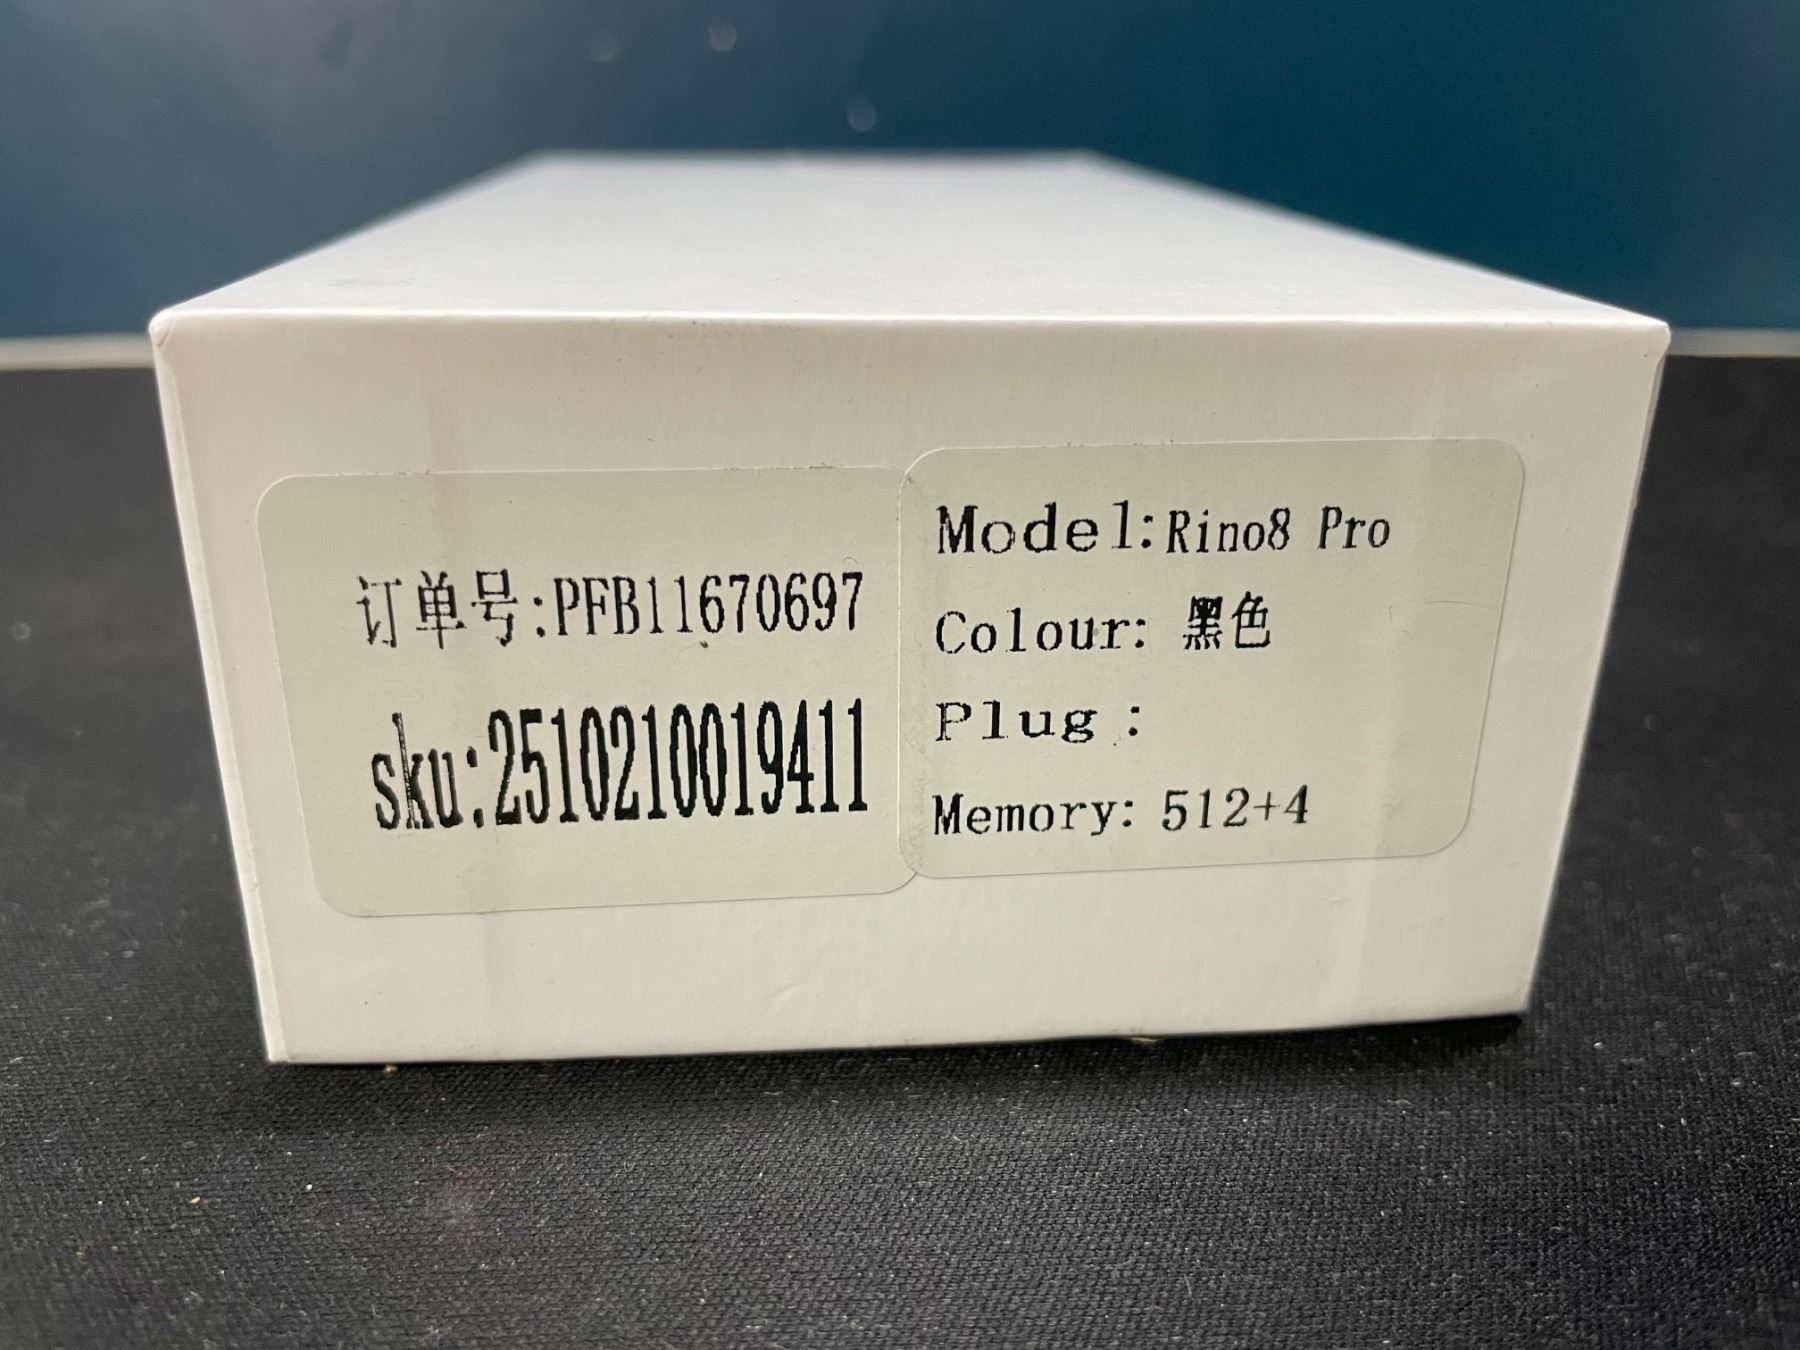 订单号:PFB11670697
sku:2510210019411
Model:Rino8 Pro
Colour: 黑色
Plug :
Memory: 512+4